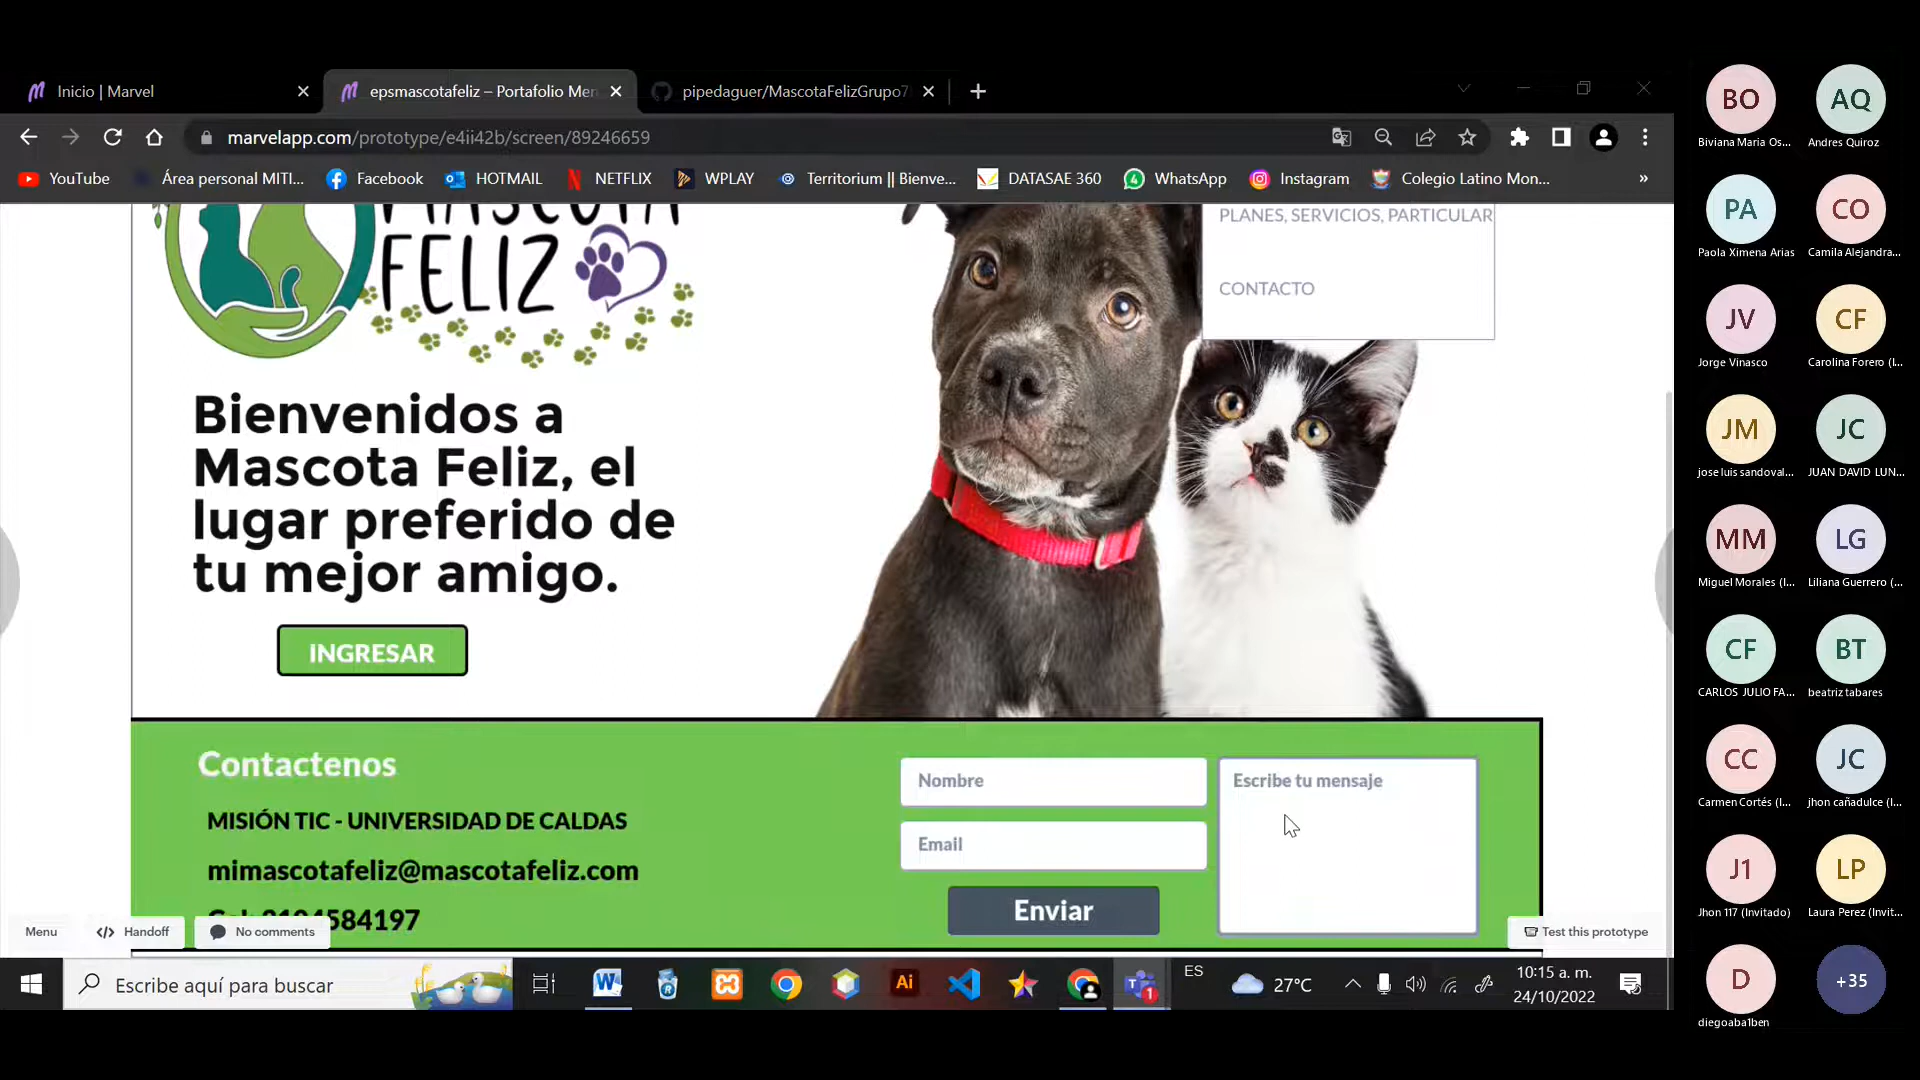 Inicio | Marvel
epsmascotafeliz – Portafolio Mer
pipedaguer/MascotaFelizGrupo7
marvelapp.com/prototype/e4ii42b/screen/89246659
YouTube
Área personal MITI...
Facebook
HOTMAIL
NETFLIX
WPLAY
Territorium || Bienve...
DATASAE 360
WhatsApp
Instagram
Colegio Latino Mon...
»
MASCOTA
FELIZ
PLANES, SERVICIOS, PARTICULAR
CONTACTO
Bienvenidos a
Mascota Feliz, el
lugar preferido de
tu mejor amigo.
INGRESAR
Contactenos
MISIÓN TIC - UNIVERSIDAD DE CALDAS
mimascotafeliz@mascotafeliz.com
584197
Nombre
Email
Enviar
Escribe tu mensaje
Menu
Handoff
No comments
Test this prototype
Escribe aquí para buscar
Ai
1
ES
27°C
10:15 a. m.
24/10/2022
BO
Biviana Maria Os...
AQ
Andres Quiroz
PA
Paola Ximena Arias
CO
Camila Alejandra...
JV
Jorge Vinasco
CF
Carolina Forero (I...
JM
jose luis sandoval...
JC
JUAN DAVID LUN...
MM
Miguel Morales (I...
LG
Liliana Guerrero (...
CF
CARLOS JULIO FA...
BT
beatriz tabares
CC
Carmen Cortés (I...
JC
jhon cañadulce (I...
J1
Jhon 117 (Invitado)
LP
Laura Perez (Invit...
D
diegoaba1ben
+35